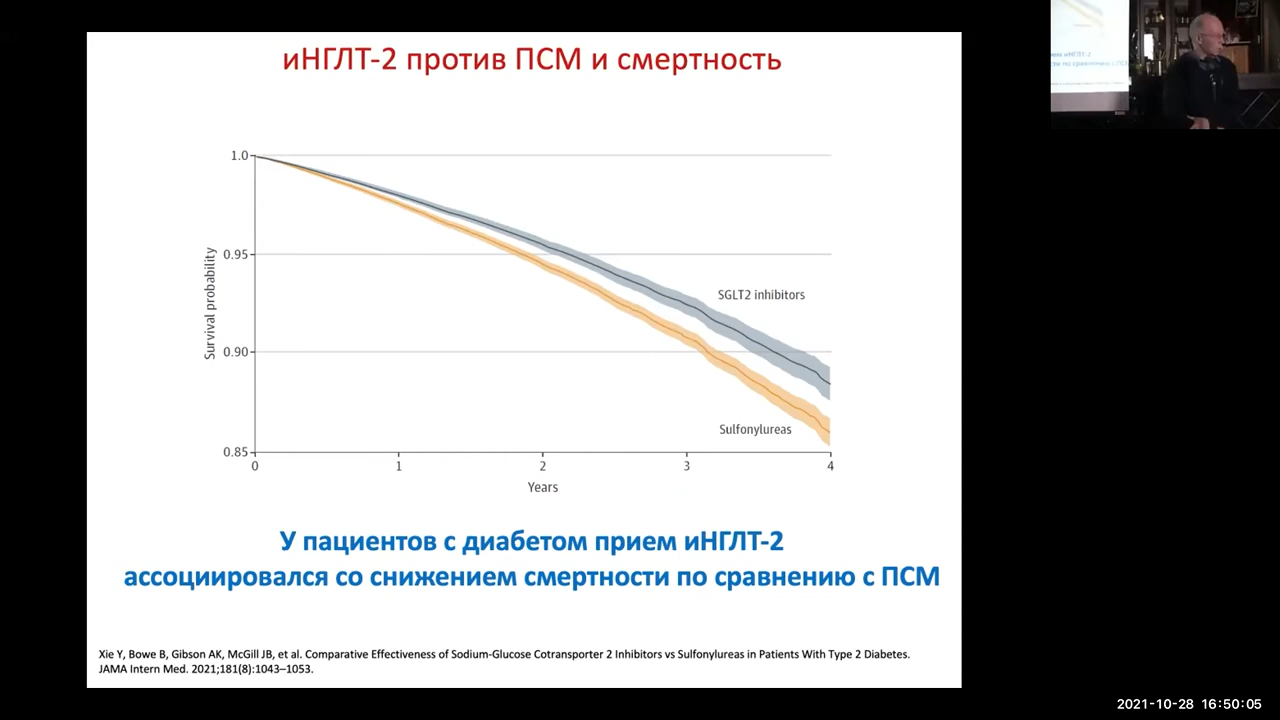 иНГЛТ-2 против ПСМ и смертность
1.0
0.95
0.90
0.85
Survival probability
SGLT2 inhibitors
Sulfonylureas
0 1 2 3 4
Years
У пациентов с диабетом прием иНГЛТ-2
ассоциировался со снижением смертности по сравнению с ПСМ
Xie Y, Bowe B, Gibson AK, McGill JB, et al. Comparative Effectiveness of Sodium-Glucose Cotransporter 2 Inhibitors vs Sulfonylureas in Patients With Type 2 Diabetes.
JAMA Intern Med. 2021;181(8):1043–1053.
2021-10-28 16:50:05